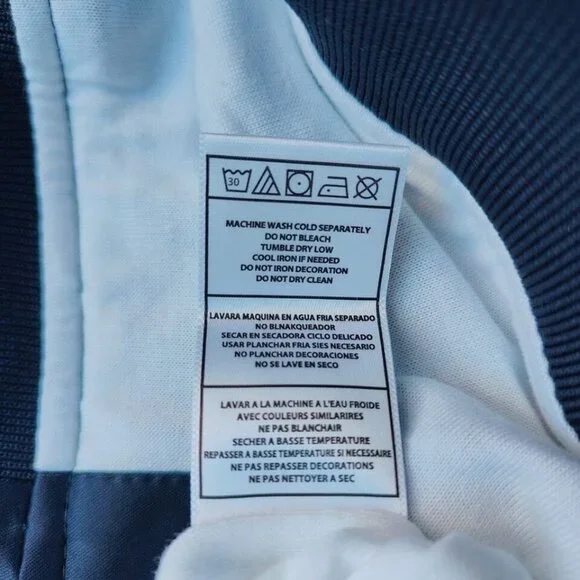 30
MACHINE WASH COLD SEPARATELY
DO NOT BLEACH
TUMBLE DRY LOW
COOL IRON IF NEEDED
DO NOT IRON DECORATION
DO NOT DRY CLEAN
LAVARA MAQUINA EN AGUA FRIA SEPARADO
NO BLNAKQUEADOR
SECAR EN SECADORA CICLO DELICADO
USAR PLANCHAR FRIA SIES NECESARIO
NO PLANCHAR DECORACIONES
NO SE LAVE EN SECO
LAVAR A LA MACHINE A L'EAU FROIDE
AVEC COULEURS SIMILARIRES
NE PAS BLANCHAIR
SECHER A BASSE TEMPERATURE
REPASSER A BASSE TEMPERATURE SI NECESSAIRE
NE PAS REPASSER DECORATIONS
NE PAS NETTOYER A SEC